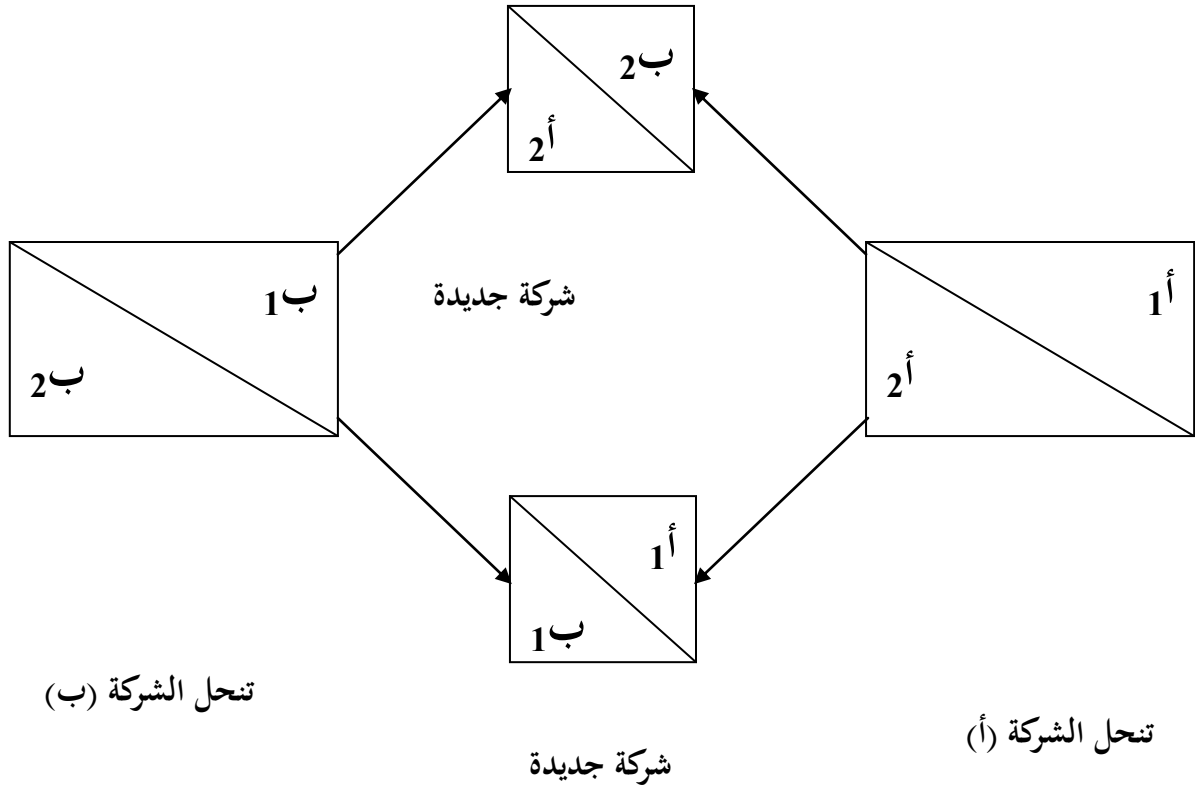 ب2
أ2
أ1
أ2
ب1
ب2
شركة جديدة
أ1
ب1
تنحل الشركة (أ)
تنحل الشركة (ب)
شركة جديدة